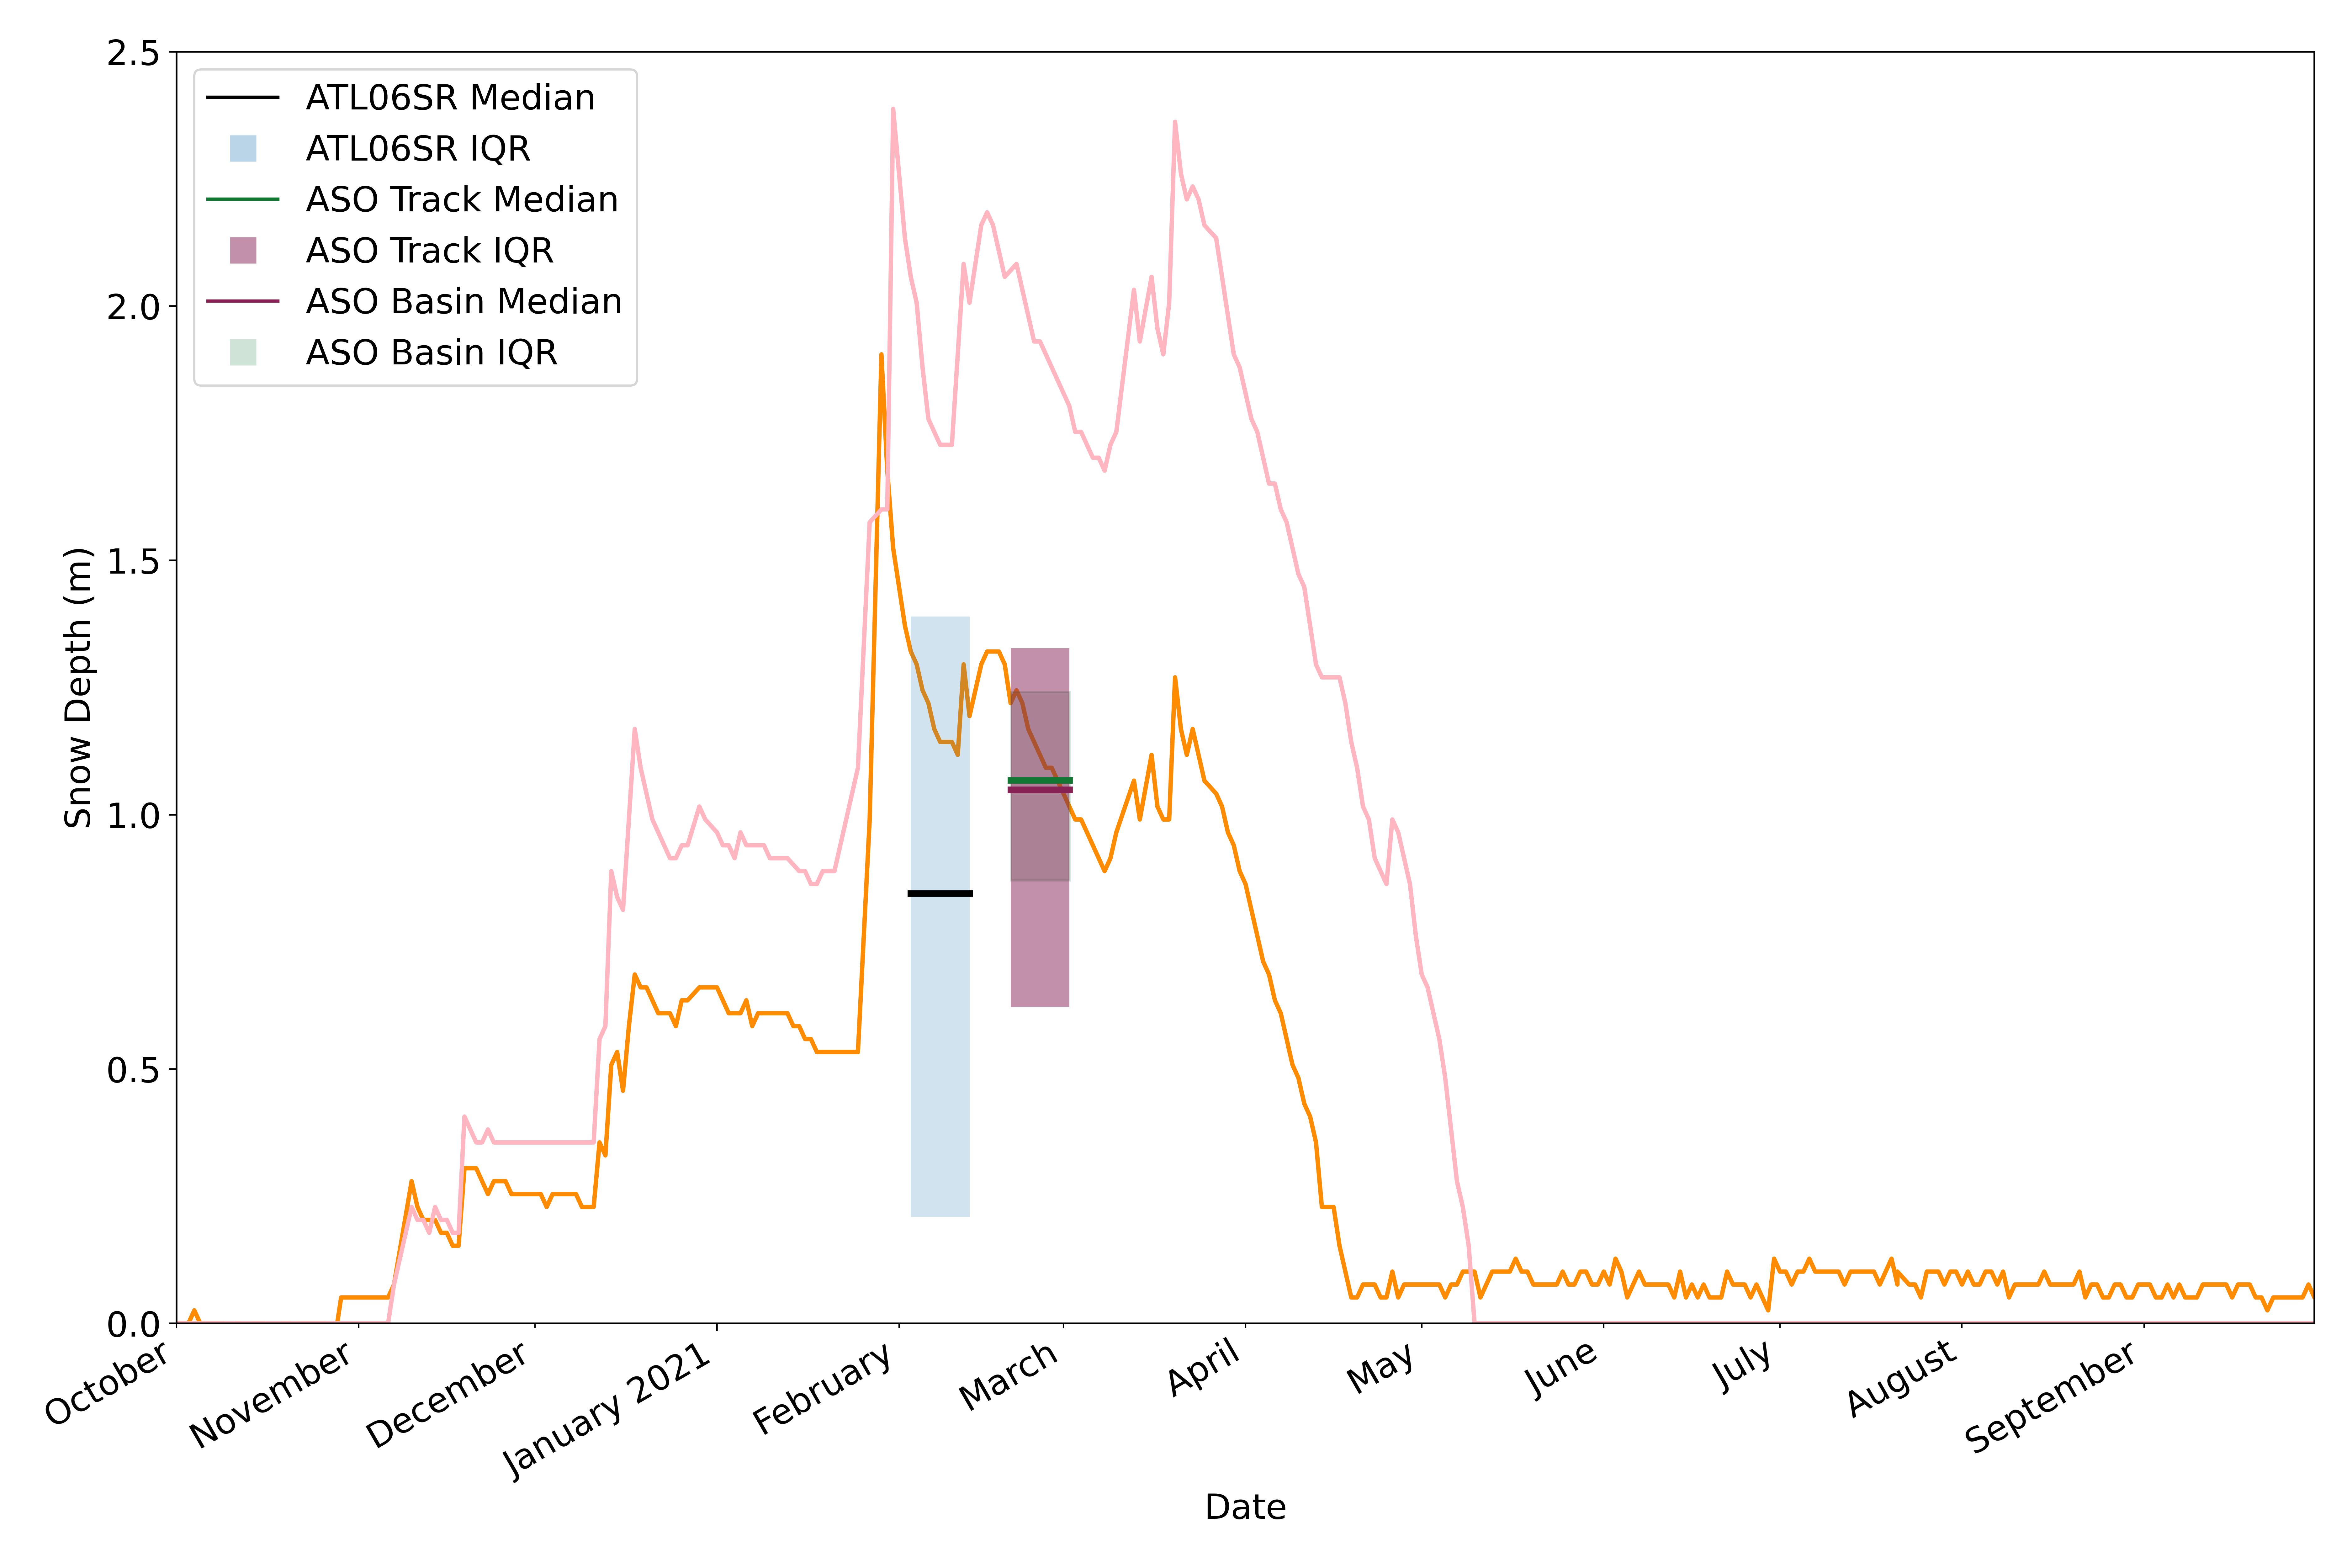 2.5
2.0
1.5
1.0
0.5
0.0
Snow Depth (m)
ATL06SR Median
ATL06SR IQR
ASO Track Median
ASO Track IQR
ASO Basin Median
ASO Basin IQR
October
November
December
January 2021
February
March
April
May
June
July
August
September
Date